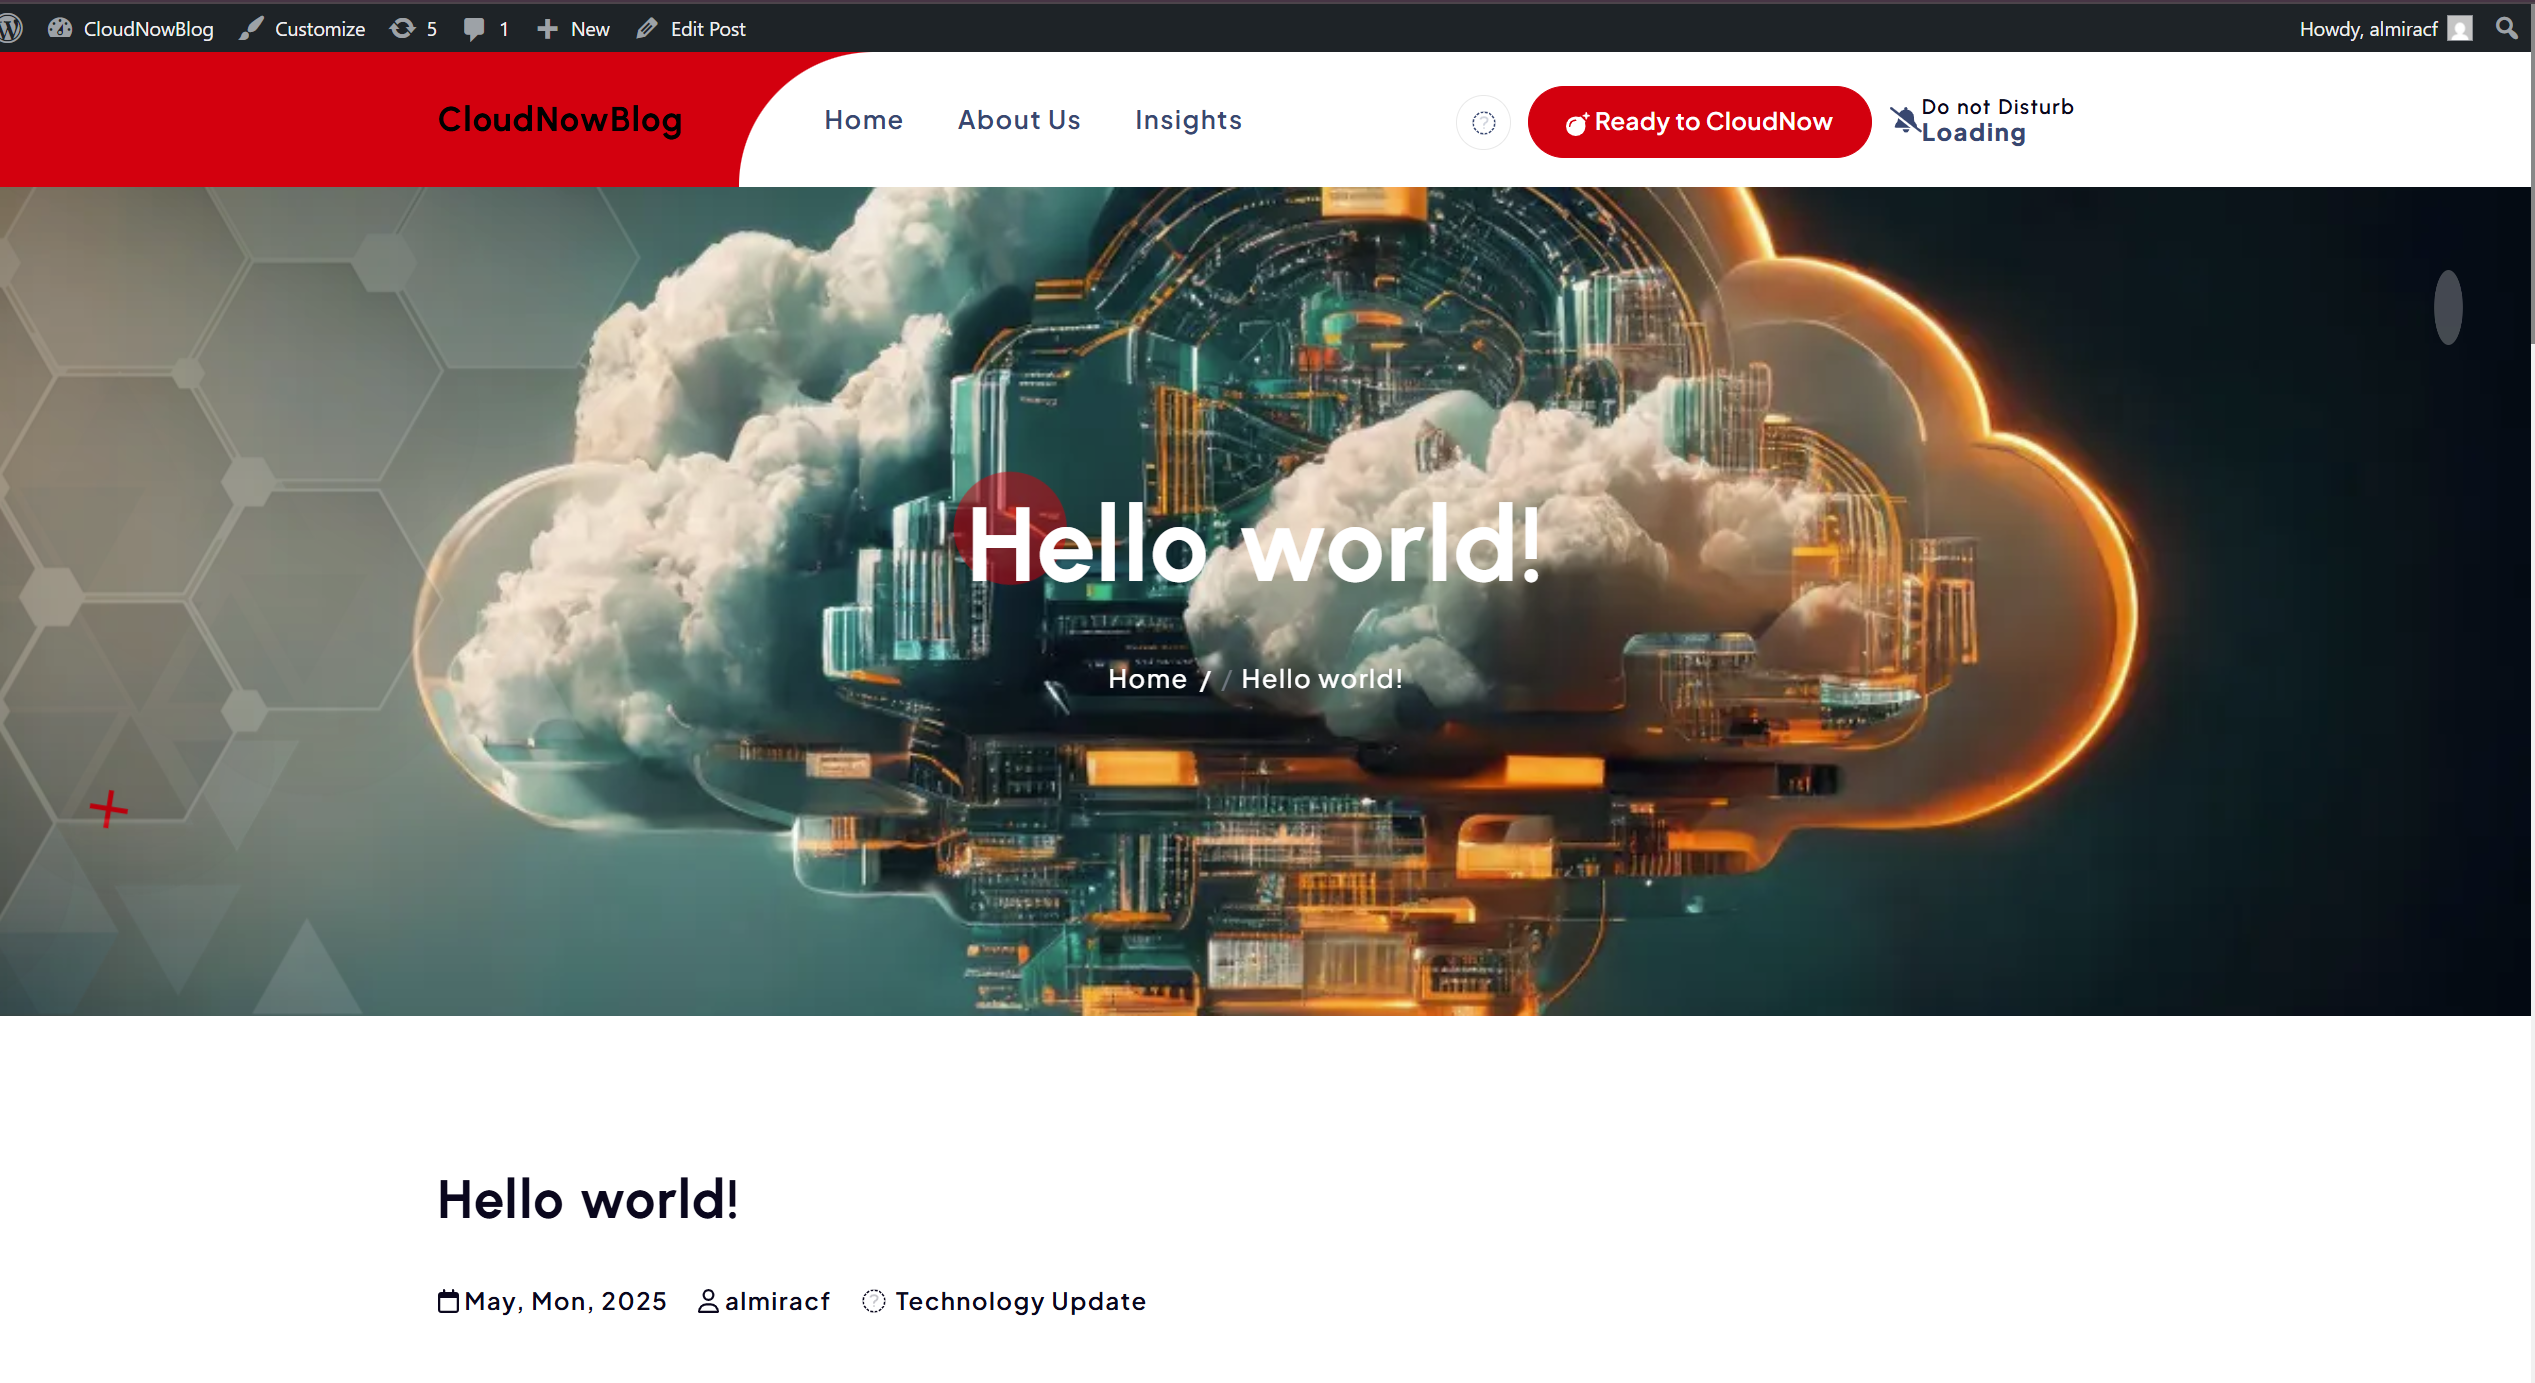 CloudNowBlog Customize 5 1 New Edit Post Howdy, almiracf
CloudNowBlog Home About Us Insights Ready to CloudNow Do not Disturb
Loading
Hello world!
Home / / Hello world!
Hello world!
May, Mon, 2025 almiracf Technology Update